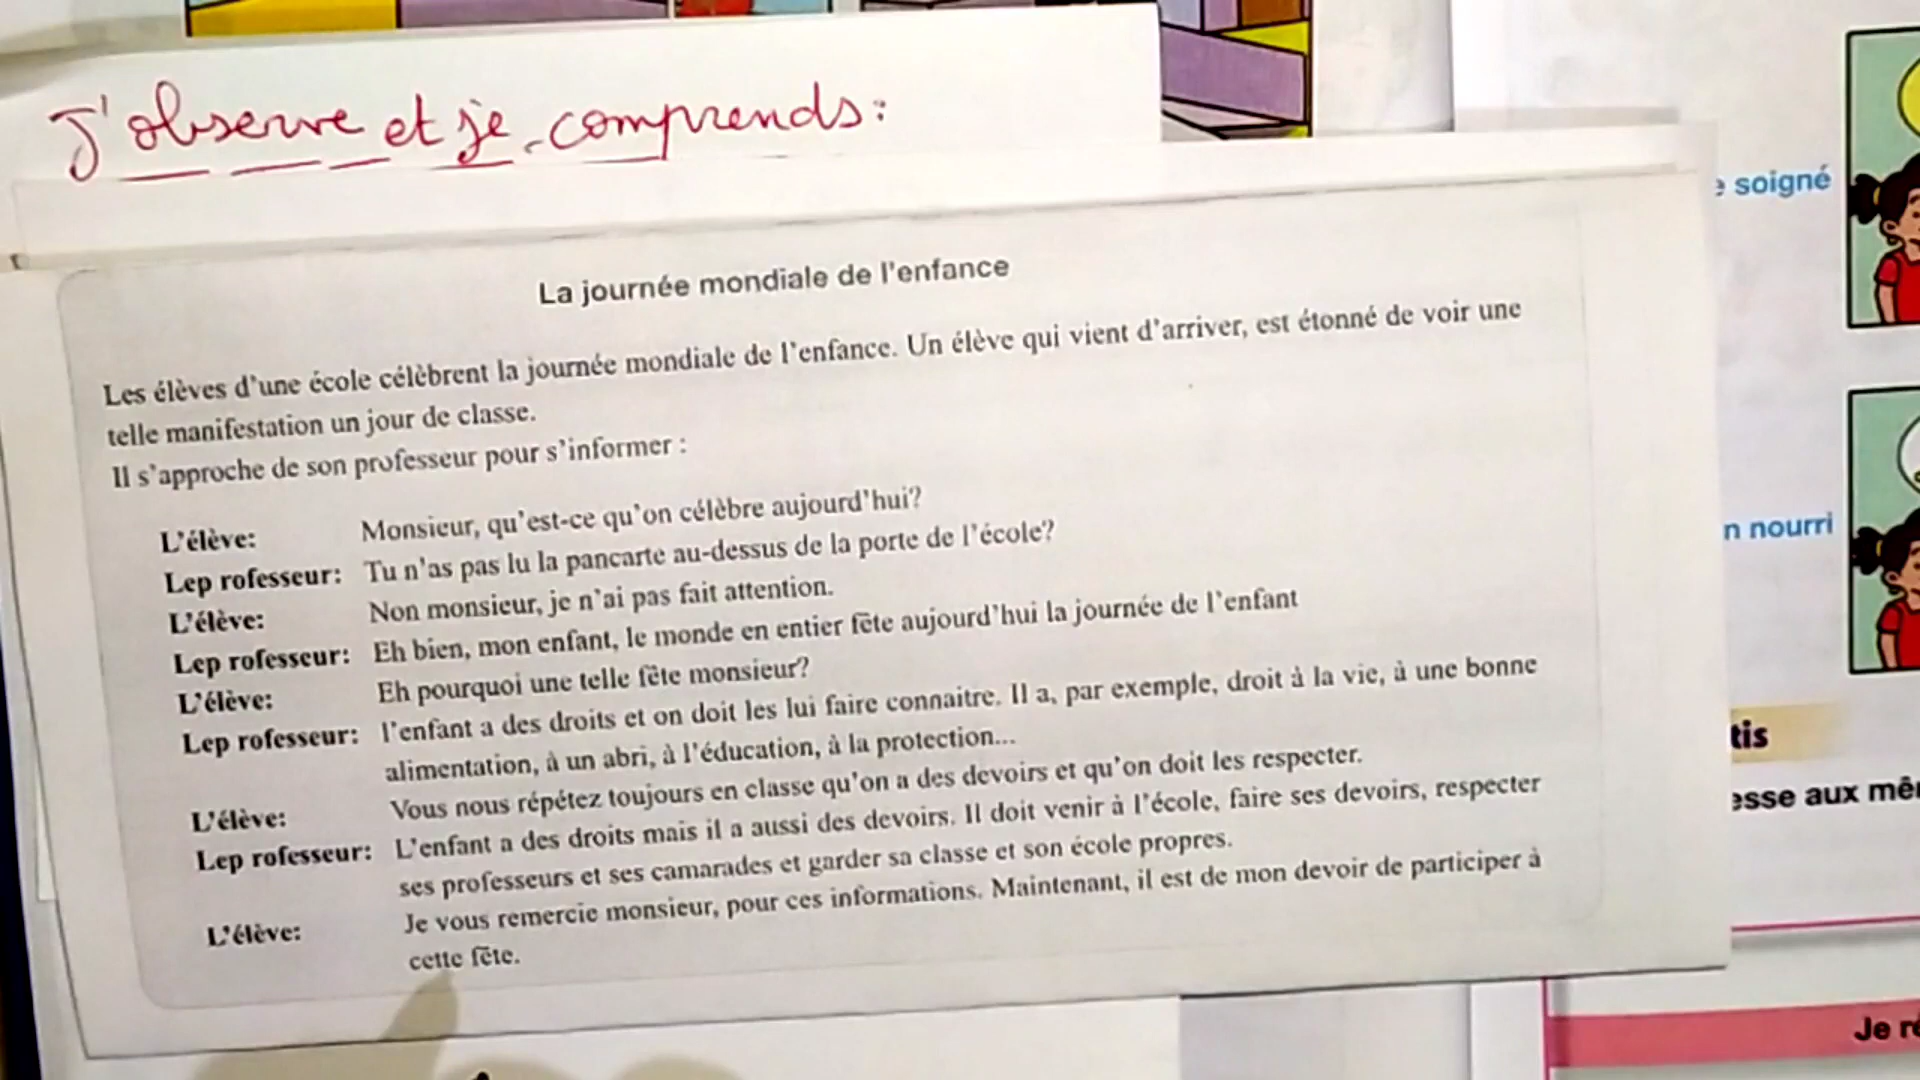 J'observe et je comprends:
La journée mondiale de l'enfance
Les élèves d'une école célèbrent la journée mondiale de l'enfance. Un élève qui vient d'arriver, est étonné de voir une
telle manifestation un jour de classe.
Il s'approche de son professeur pour s'informer :
L'élève: Monsieur, qu'est-ce qu'on célèbre aujourd'hui?
Lep rofesseur: Tu n'as pas lu la pancarte au-dessus de la porte de l'école?
L'élève: Non monsieur, je n'ai pas fait attention.
Lep rofesseur: Eh bien, mon enfant, le monde en entier fête aujourd'hui la journée de l'enfant
L'élève: Eh pourquoi une telle fête monsieur?
Lep rofesseur: l'enfant a des droits et on doit les lui faire connaitre. Il a, par exemple, droit à la vie, à une bonne
alimentation, à un abri, à l'éducation, à la protection...
L'élève: Vous nous répétez toujours en classe qu'on a des devoirs et qu'on doit les respecter.
Lep rofesseur: L'enfant a des droits mais il a aussi des devoirs. Il doit venir à l'école, faire ses devoirs, respecter
ses professeurs et ses camarades et garder sa classe et son école propres.
L'élève: Je vous remercie monsieur, pour ces informations. Maintenant, il est de mon devoir de participer à
cette fête.
soigné
nourri
tis
esse aux mê
Je r